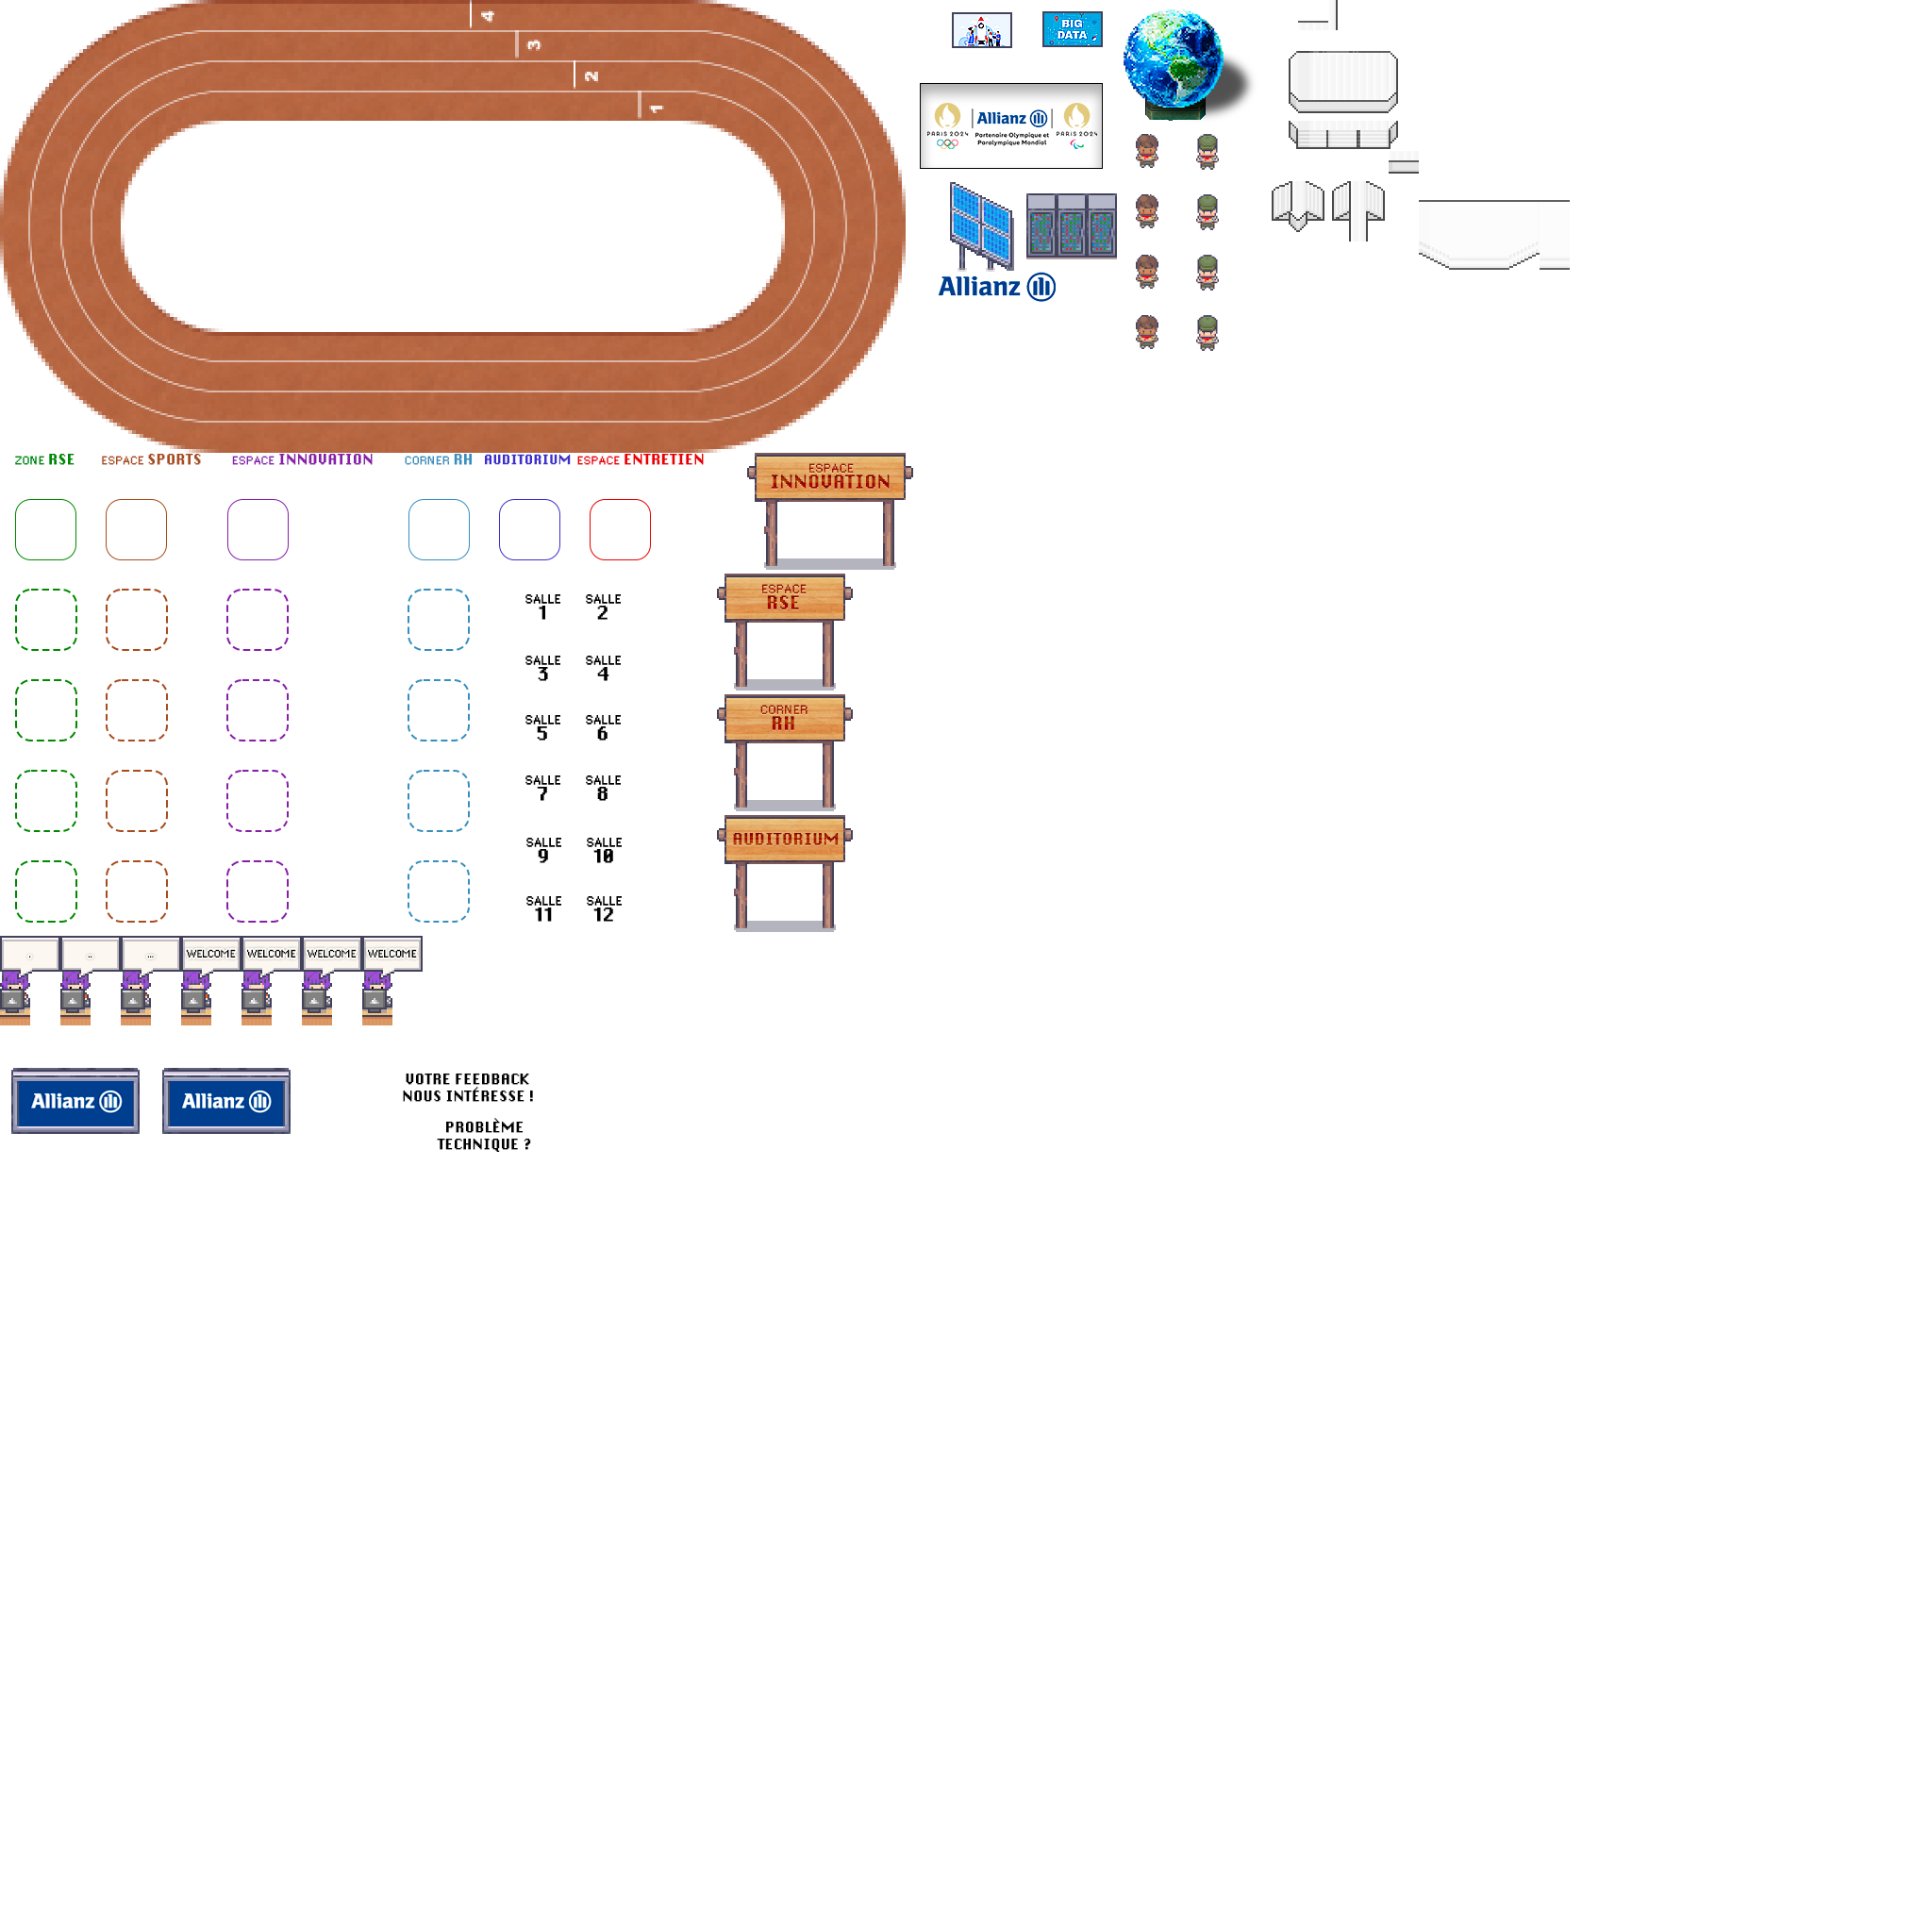 4
3
2
1
BIG
DATA
Allianz
PARIS 2024
Partenaire Olympique et
Paralympique Mondial
PARIS 2024
Allianz
ZONE RSE
ESPACE SPORTS
ESPACE INNOVATION
CORNER RH
AUDITORIUM
ESPACE ENTRETIEN
ESPACE
INNOVATION
ESPACE
RSE
CORNER
RH
AUDITORIUM
SALLE
1
SALLE
2
SALLE
3
SALLE
4
SALLE
5
SALLE
6
SALLE
7
SALLE
8
SALLE
9
SALLE
10
SALLE
11
SALLE
12
.
..
...
WELCOME
WELCOME
WELCOME
WELCOME
Allianz
Allianz
VOTRE FEEDBACK
NOUS INTÉRESSE !
PROBLÈME
TECHNIQUE ?